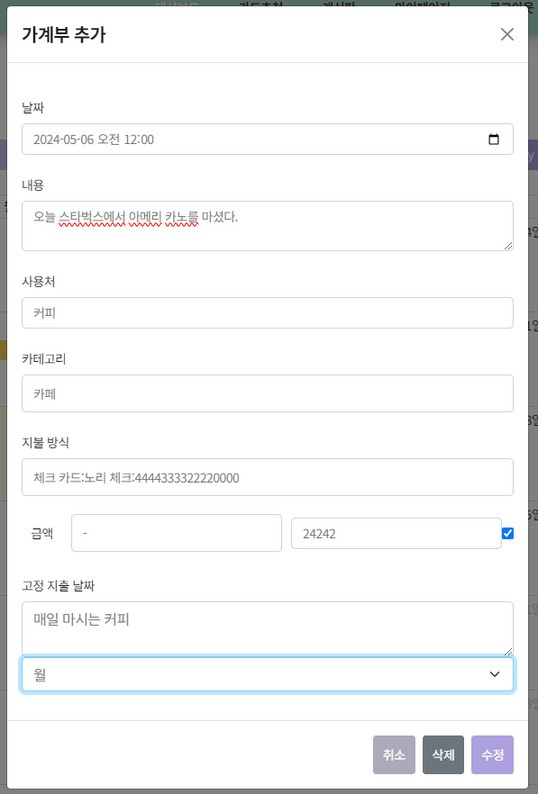 가계부 추가
날짜
2024-05-06 오전 12:00
내용
오늘 스타벅스에서 아메리 카노를 마셨다.
사용처
커피
카테고리
카페
지불 방식
체크 카드:노리 체크:4444333322220000
금액
-
24242
고정 지출 날짜
매일 마시는 커피
월
취소
삭제
수정